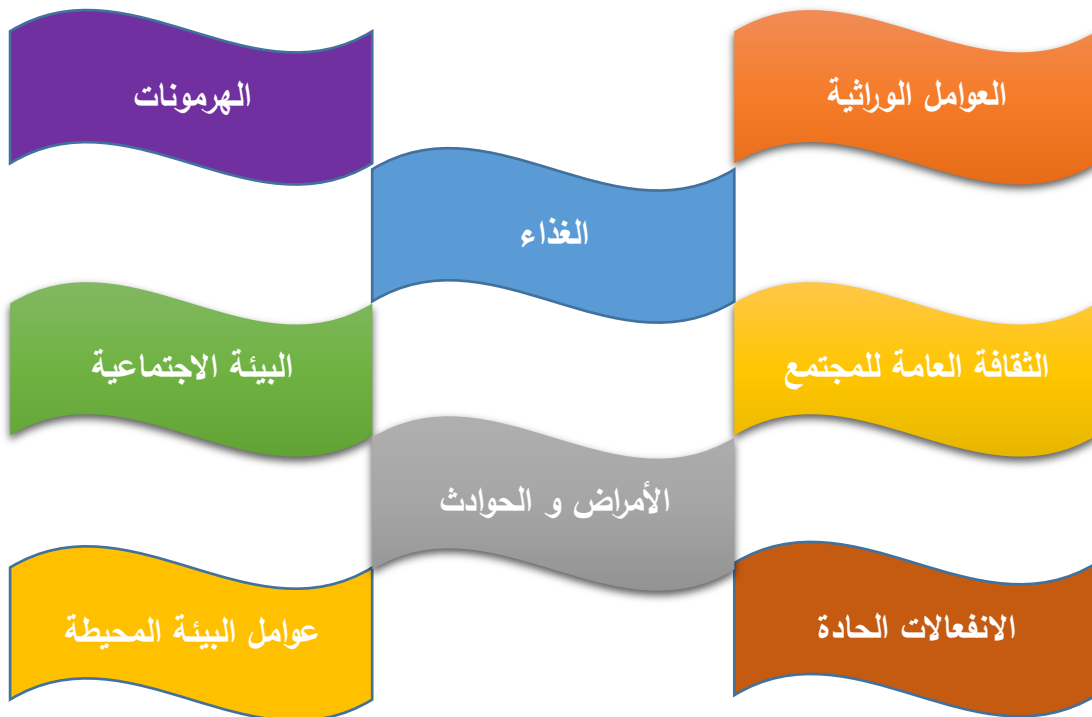 العوامل الوراثية
الهرمونات
الغذاء
الثقافة العامة للمجتمع
البيئة الاجتماعية
الأمراض و الحوادث
الانفعالات الحادة
عوامل البيئة المحيطة